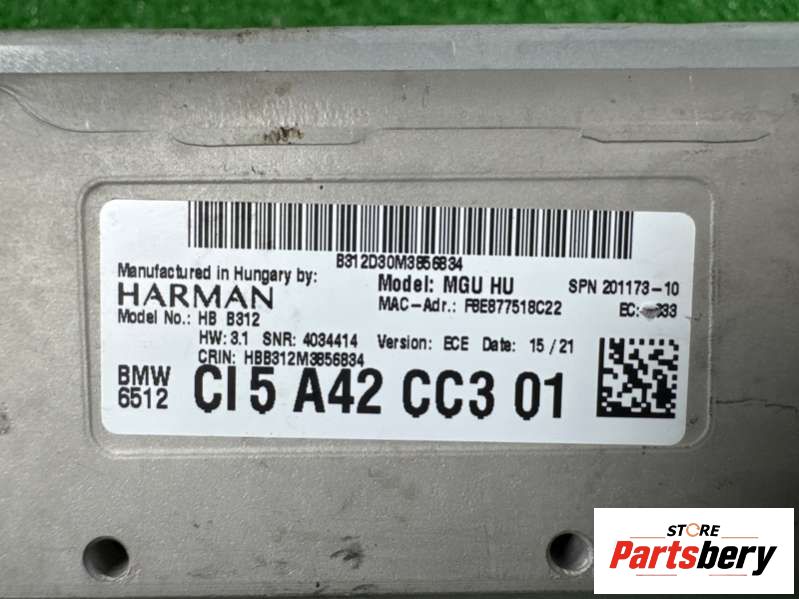 B312D30M3856834
Manufactured in Hungary by:
HARMAN
Model: MGU HU
SPN 201173-10
MAC-Adr.: F8E877518C22
Model No.: HB B312
HW: 3.1 SNR: 4034414 Version: ECE Date: 15/21
CRIN: HBB312M3856834
BMW
6512
CI5 A42 CC3 01
STORE
Partsbery